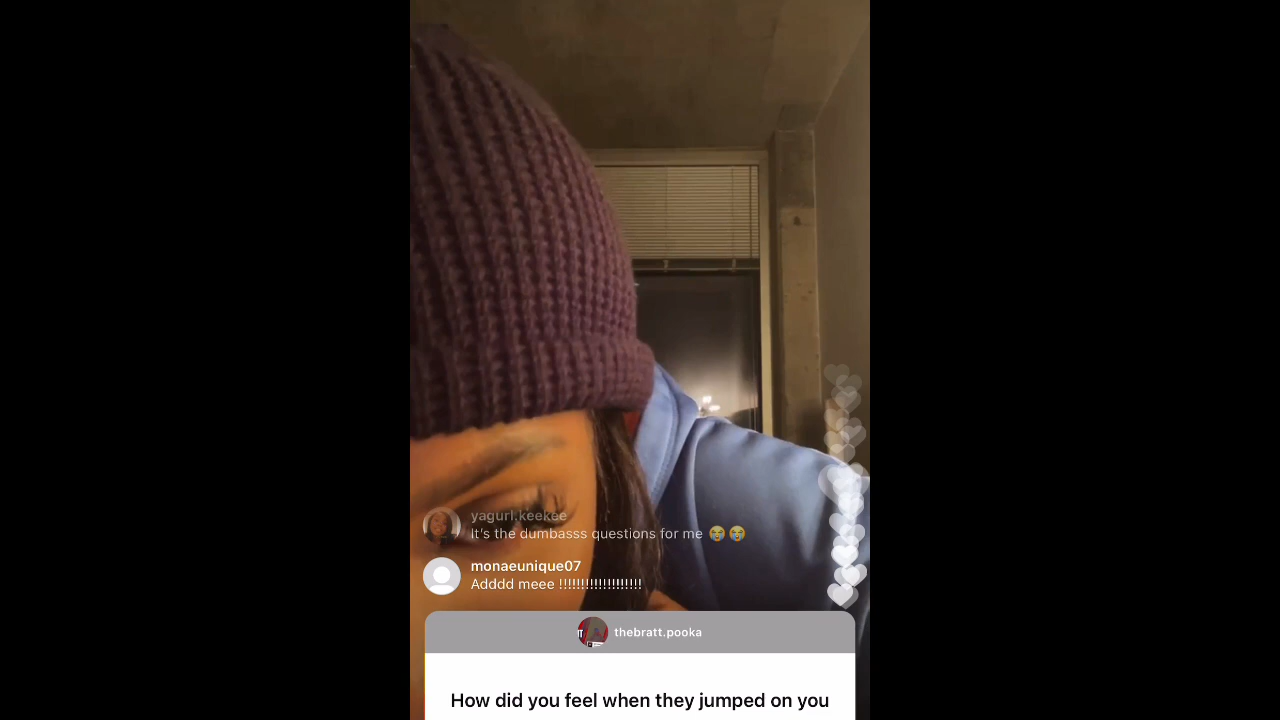 yagurl.keekee
It's the dumbasss questions for me 😭😭
monaeunique07
Adddd meee !!!!!!!!!!!!!!!!!!!
thebratt.pooka
How did you feel when they jumped on you